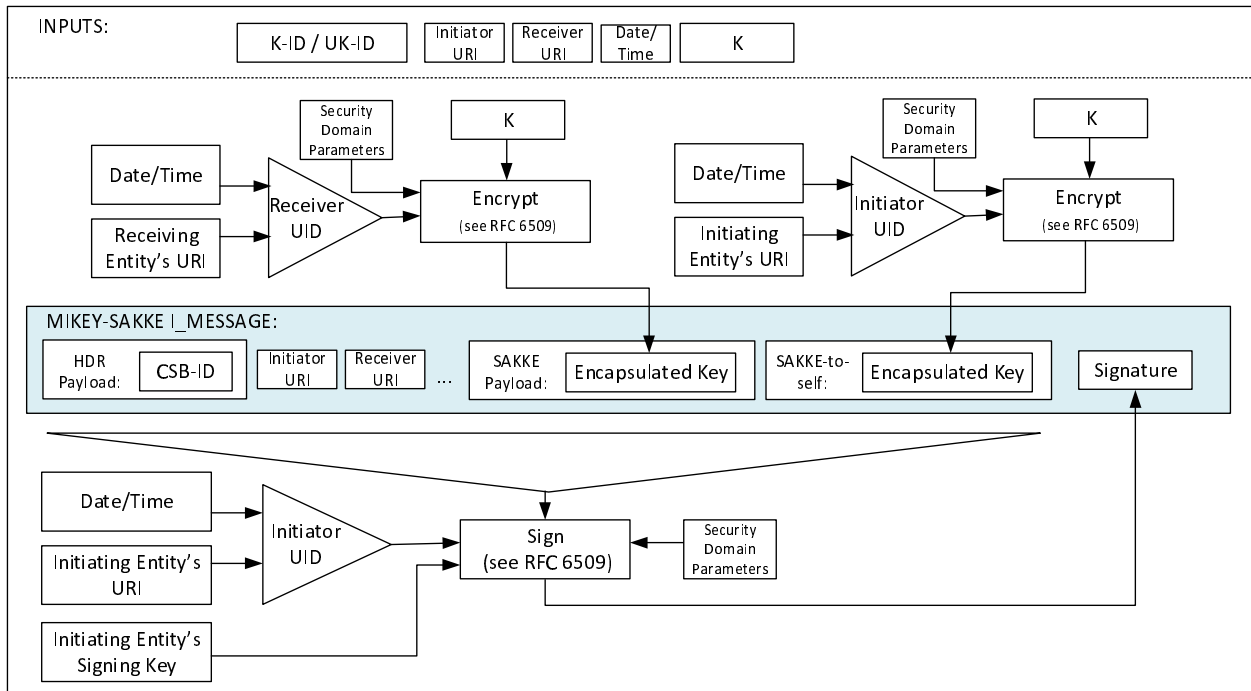 INPUTS:
K-ID / UK-ID
Initiator
URI
Receiver
URI
Date/
Time
K
Security
Domain
Parameters
K
Date/Time
Receiver
UID
Encrypt
(see RFC 6509)
Receiving
Entity's URI
Security
Domain
Parameters
K
Date/Time
Initiator
UID
Encrypt
(see RFC 6509)
Initiating
Entity's URI
MIKEY-SAKKE I_MESSAGE:
HDR
Payload:
CSB-ID
Initiator
URI
Receiver
URI
...
SAKKE
Payload:
Encapsulated Key
SAKKE-to-
self:
Encapsulated Key
Signature
Date/Time
Initiator
UID
Initiating Entity's
URI
Sign
(see RFC 6509)
Security
Domain
Parameters
Initiating Entity's
Signing Key